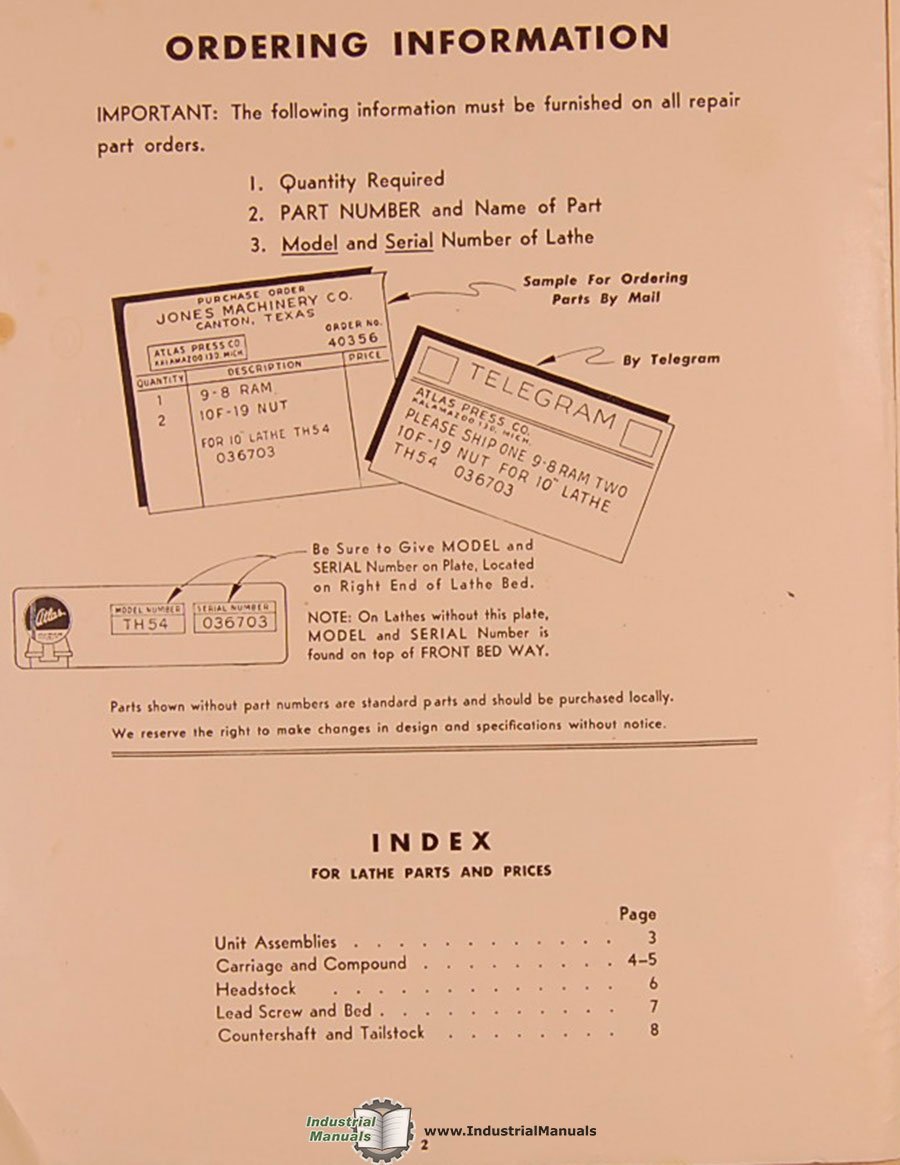 ORDERING INFORMATION
IMPORTANT: The following information must be furnished on all repair
part orders.
1. Quantity Required
2. PART NUMBER and Name of Part
3. Model and Serial Number of Lathe
Sample For Ordering
Parts By Mail
PURCHASE ORDER
JONES MACHINERY CO.
CANTON, TEXAS
ORDER NO.
40356
ATLAS PRESS CO
KALAMAZOO 13D, MICH.
QUANTITY DESCRIPTION PRICE
1 9-8 RAM
2 10F-19 NUT
FOR 10" LATHE TH54
036703
By Telegram
TELEGRAM
ATLAS PRESS CO.
KALAMAZOO 13D, MICH.
PLEASE SHIP ONE 9-8 RAM TWO
10F-19 NUT FOR 10" LATHE
TH54 036703
Be Sure to Give MODEL and
SERIAL Number on Plate, Located
on Right End of Lathe Bed.
Atlas
MODEL NUMBER SERIAL NUMBER
TH54 036703
NOTE: On Lathes without this plate,
MODEL and SERIAL Number is
found on top of FRONT BED WAY.
Parts shown without part numbers are standard parts and should be purchased locally.
We reserve the right to make changes in design and specifications without notice.
INDEX
FOR LATHE PARTS AND PRICES
Page
Unit Assemblies . . . . . . . . . . . . 3
Carriage and Compound . . . . . . . . . 4–5
Headstock . . . . . . . . . . . . 6
Lead Screw and Bed . . . . . . . . . . . 7
Countershaft and Tailstock . . . . . . . . 8
Industrial
Manuals
www.IndustrialManuals
2